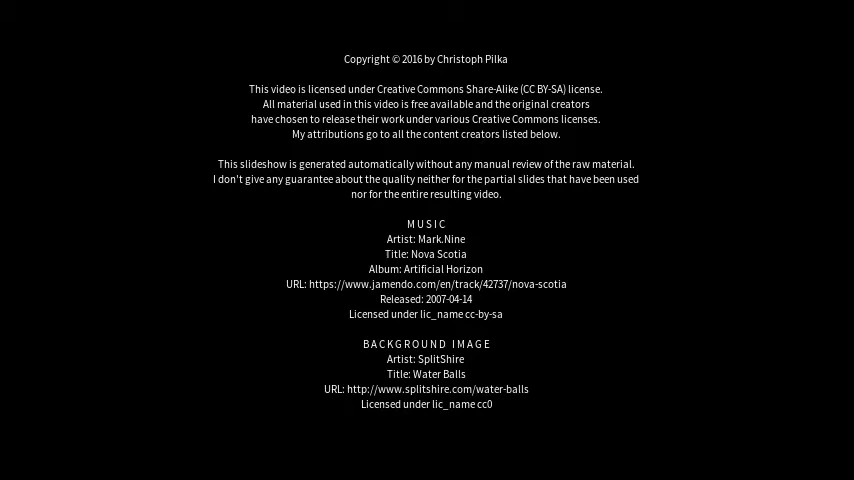 Copyright © 2016 by Christoph Pilka
This video is licensed under Creative Commons Share-Alike (CC BY-SA) license.
All material used in this video is free available and the original creators
have chosen to release their work under various Creative Commons licenses.
My attributions go to all the content creators listed below.
This slideshow is generated automatically without any manual review of the raw material.
I don't give any guarantee about the quality neither for the partial slides that have been used
nor for the entire resulting video.
MUSIC
Artist: Mark.Nine
Title: Nova Scotia
Album: Artificial Horizon
URL: https://www.jamendo.com/en/track/42737/nova-scotia
Released: 2007-04-14
Licensed under lic_name cc-by-sa
BACKGROUND IMAGE
Artist: SplitShire
Title: Water Balls
URL: http://www.splitshire.com/water-balls
Licensed under lic_name cc0